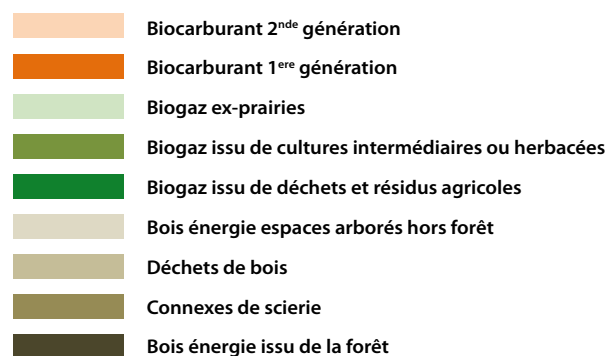 Biocarburant 2nde génération
Biocarburant 1ere génération
Biogaz ex-prairies
Biogaz issu de cultures intermédiaires ou herbacées
Biogaz issu de déchets et résidus agricoles
Bois énergie espaces arborés hors forêt
Déchets de bois
Connexes de scierie
Bois énergie issu de la forêt